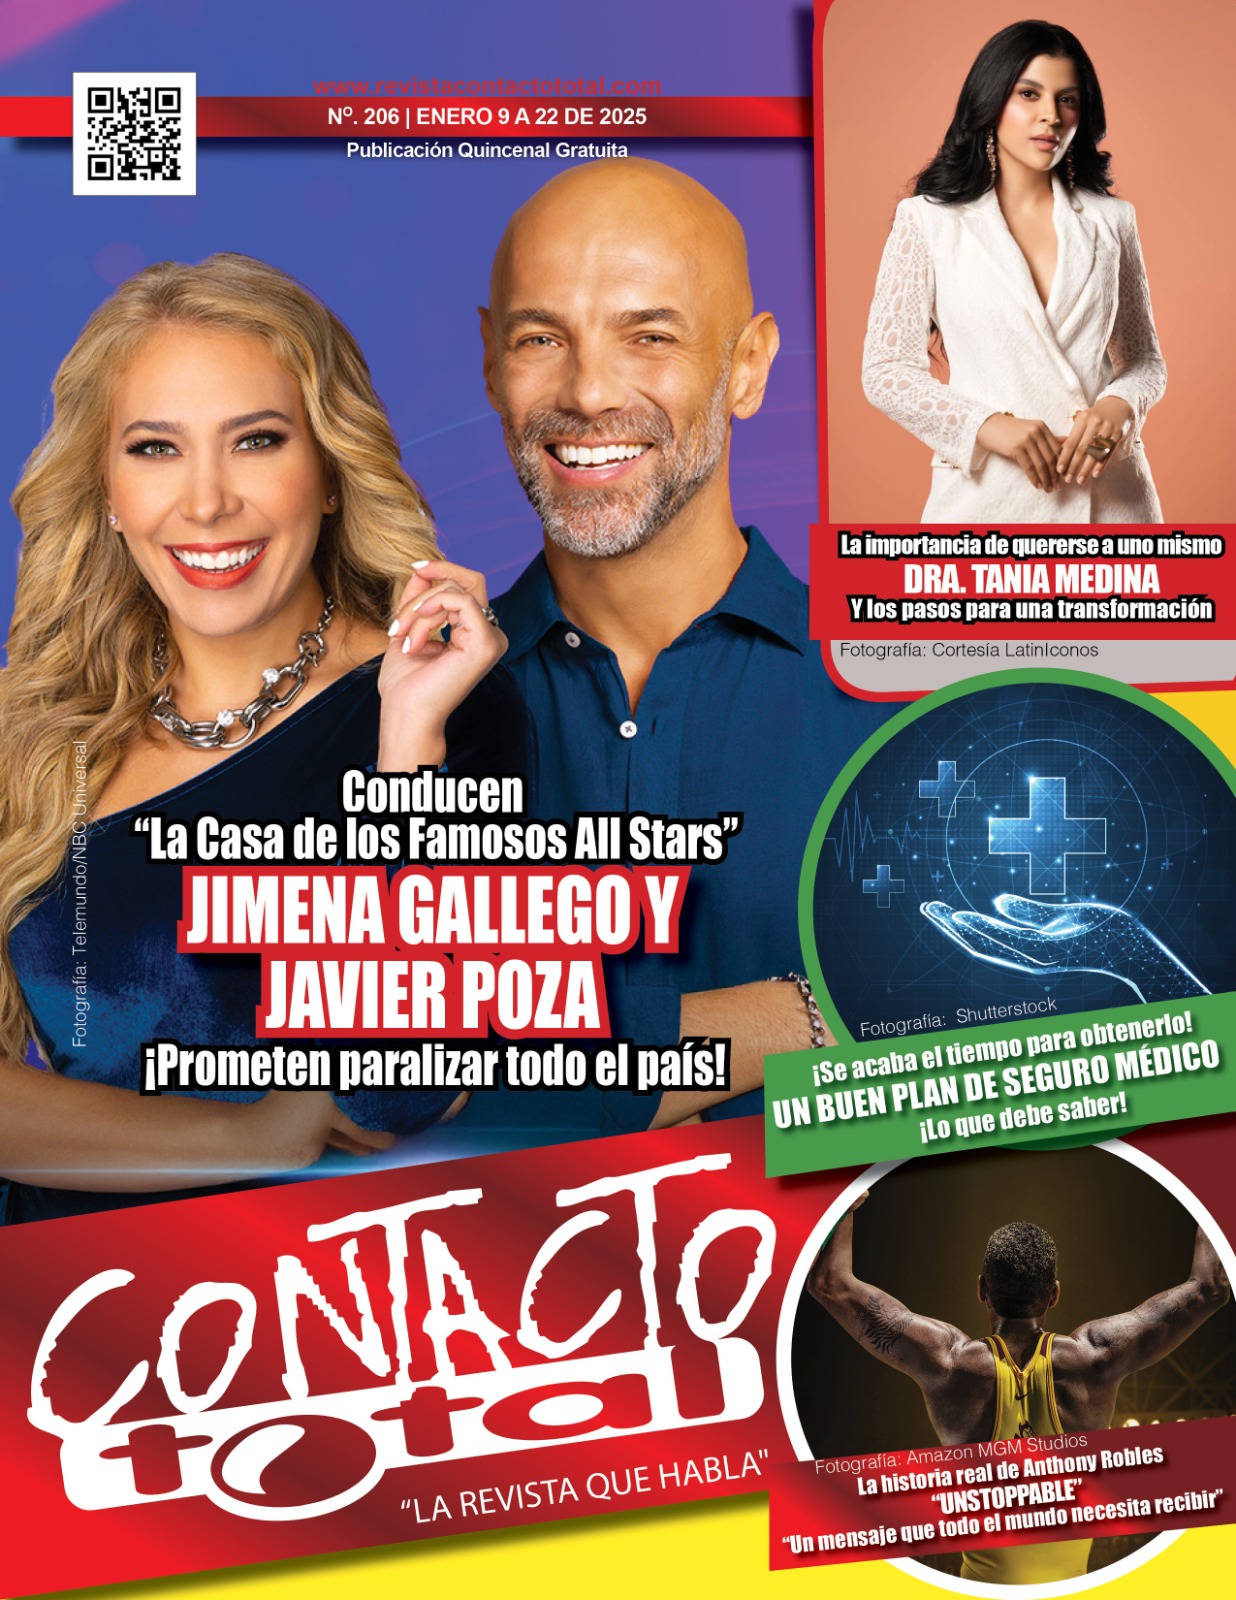 www.revistacontactototal.com
Nº. 206 | ENERO 9 A 22 DE 2025
Publicación Quincenal Gratuita
La importancia de quererse a uno mismo
DRA. TANIA MEDINA
Y los pasos para una transformación
Fotografía: Cortesía LatinIconos
Fotografía: Telemundo/NBC Universal
Conducen
“La Casa de los Famosos All Stars”
JIMENA GALLEGO Y
JAVIER POZA
¡Prometen paralizar todo el país!
Fotografía: Shutterstock
¡Se acaba el tiempo para obtenerlo!
UN BUEN PLAN DE SEGURO MÉDICO
¡Lo que debe saber!
CONTACTO
total
“LA REVISTA QUE HABLA"
Fotografía: Amazon MGM Studios
La historia real de Anthony Robles
“UNSTOPPABLE”
“Un mensaje que todo el mundo necesita recibir”